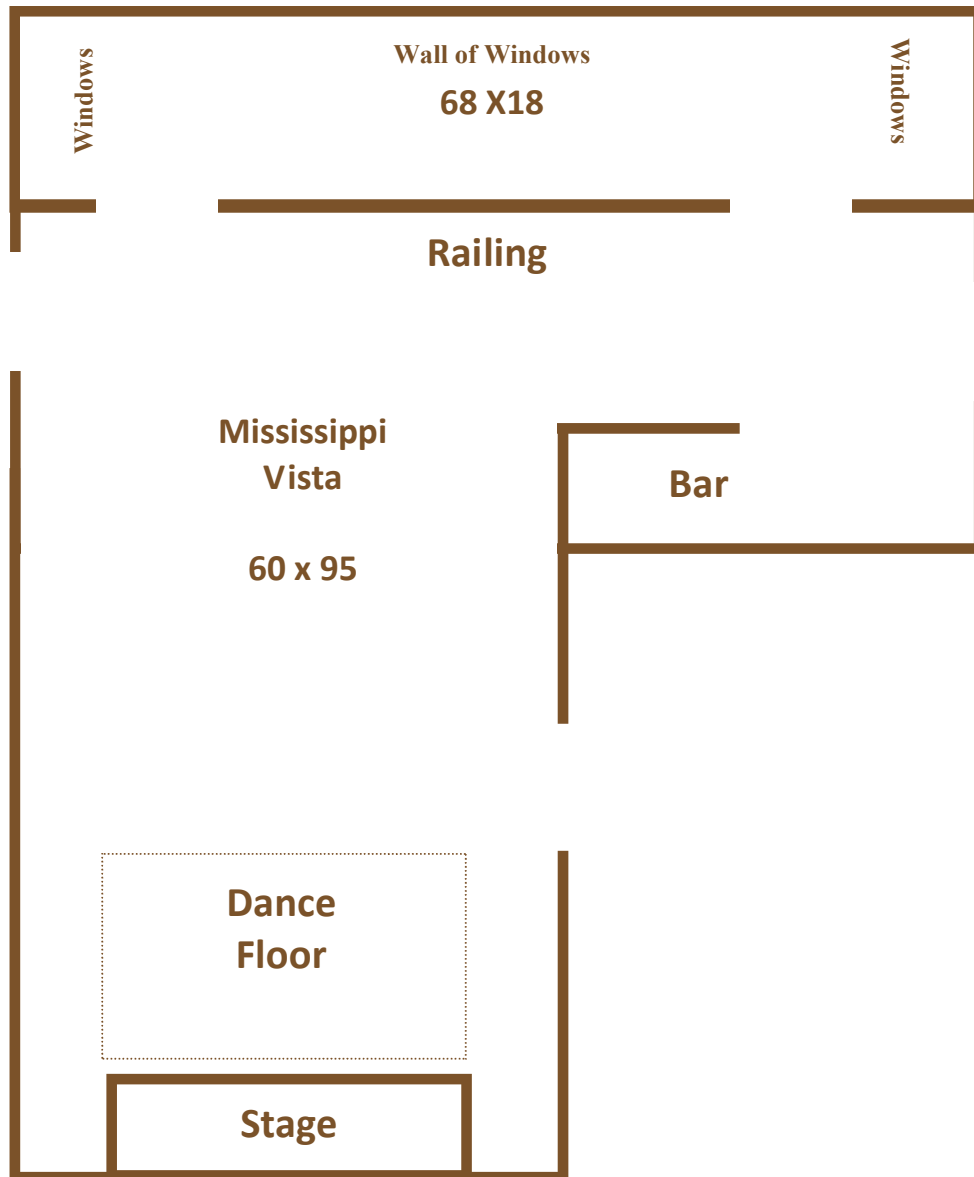 Windows
Wall of Windows
68 X18
Windows
Railing
Mississippi
Vista
60 x 95
Bar
Dance
Floor
Stage